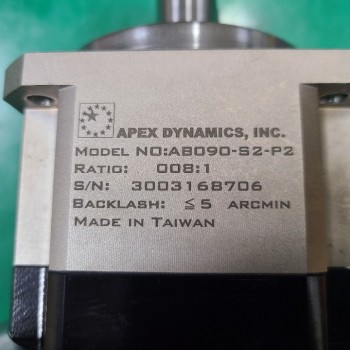 APEX DYNAMICS, INC.
MODEL NO:AB090-S2-P2
RATIO: 008:1
S/N: 3003168706
BACKLASH: ≦5 ARCMIN
MADE IN TAIWAN